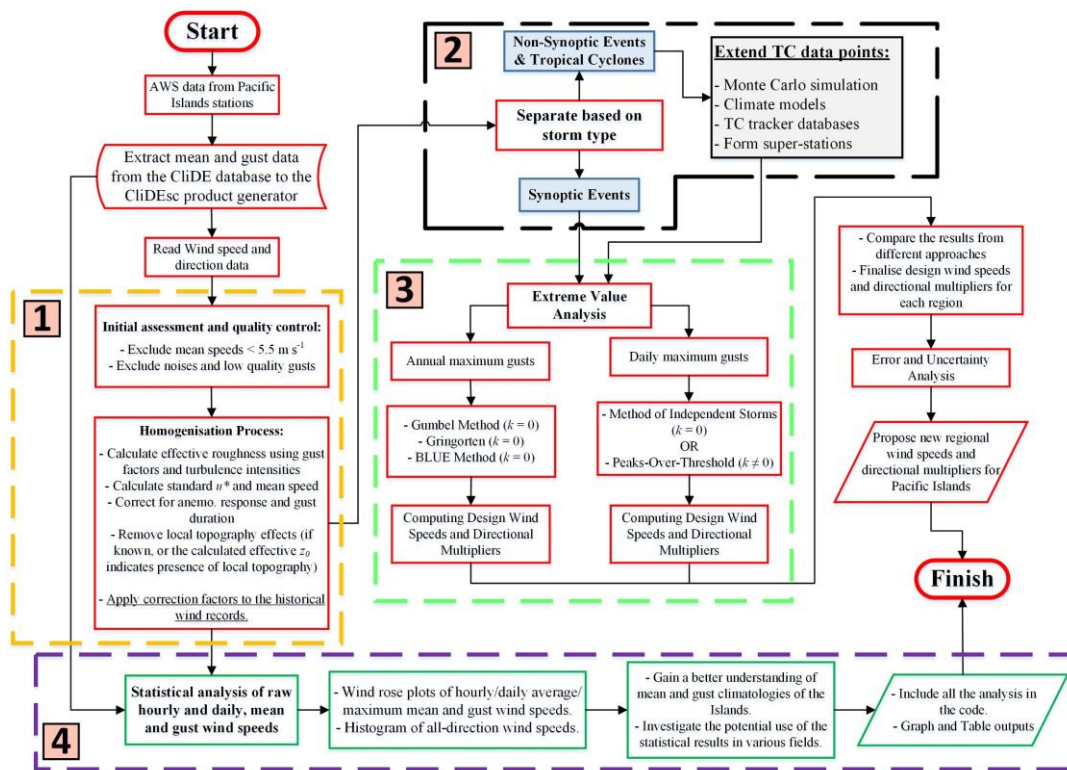 Start
AWS data from Pacific
Islands stations
Extract mean and gust data
from the CliDE database to the
CliDEsc product generator
Read Wind speed and
direction data
1
Initial assessment and quality control:
- Exclude mean speeds < 5.5 m s⁻¹
- Exclude noises and low quality gusts
Homogenisation Process:
- Calculate effective roughness using gust
factors and turbulence intensities
- Calculate standard u* and mean speed
- Correct for anemo. response and gust
duration
- Remove local topography effects (if
known, or the calculated effective z₀
indicates presence of local topography)
- Apply correction factors to the historical
wind records.
2
Non-Synoptic Events
& Tropical Cyclones
Separate based on
storm type
Synoptic Events
Extend TC data points:
- Monte Carlo simulation
- Climate models
- TC tracker databases
- Form super-stations
3
Extreme Value
Analysis
Annual maximum gusts
- Gumbel Method (k = 0)
- Gringorten (k = 0)
- BLUE Method (k = 0)
Computing Design Wind
Speeds and Directional
Multipliers
Daily maximum gusts
- Method of Independent Storms
(k = 0)
OR
- Peaks-Over-Threshold (k ≠ 0)
Computing Design Wind
Speeds and Directional
Multipliers
- Compare the results from
different approaches
- Finalise design wind speeds
and directional multipliers for
each region
Error and Uncertainty
Analysis
Propose new regional
wind speeds and
directional multipliers for
Pacific Islands
Finish
4
Statistical analysis of raw
hourly and daily, mean
and gust wind speeds
- Wind rose plots of hourly/daily average/
maximum mean and gust wind speeds.
- Histogram of all-direction wind speeds.
- Gain a better understanding of
mean and gust climatologies of the
Islands.
- Investigate the potential use of the
statistical results in various fields.
- Include all the analysis in
the code.
- Graph and Table outputs